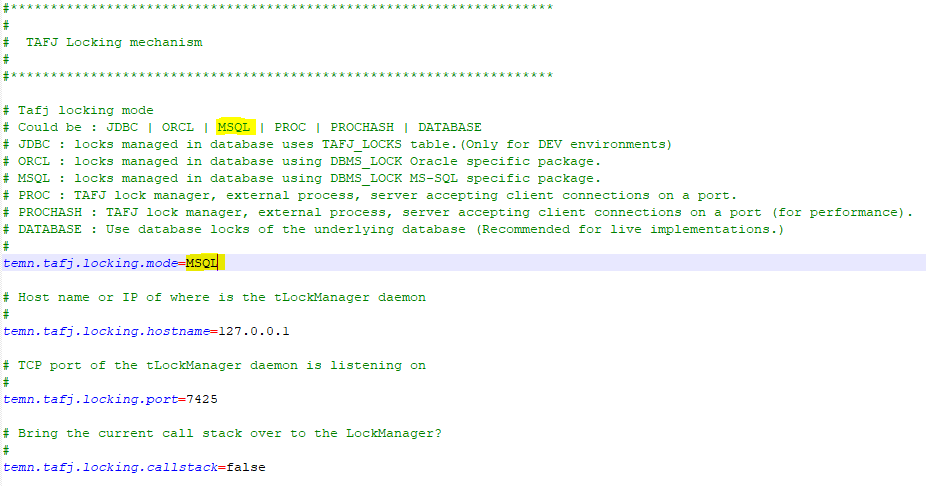 #**********************************************************************
#
#  TAFJ Locking mechanism
#
#**********************************************************************
# Tafj locking mode
# Could be : JDBC | ORCL | MSQL | PROC | PROCHASH | DATABASE
# JDBC : locks managed in database uses TAFJ_LOCKS table.(Only for DEV environments)
# ORCL : locks managed in database using DBMS_LOCK Oracle specific package.
# MSQL : locks managed in database using DBMS_LOCK MS-SQL specific package.
# PROC : TAFJ lock manager, external process, server accepting client connections on a port.
# PROCHASH : TAFJ lock manager, external process, server accepting client connections on a port (for performance).
# DATABASE : Use database locks of the underlying database (Recommended for live implementations.)
#
temn.tafj.locking.mode=MSQL
# Host name or IP of where is the tLockManager daemon
#
temn.tafj.locking.hostname=127.0.0.1
# TCP port of the tLockManager daemon is listening on
#
temn.tafj.locking.port=7425
# Bring the current call stack over to the LockManager?
#
temn.tafj.locking.callstack=false